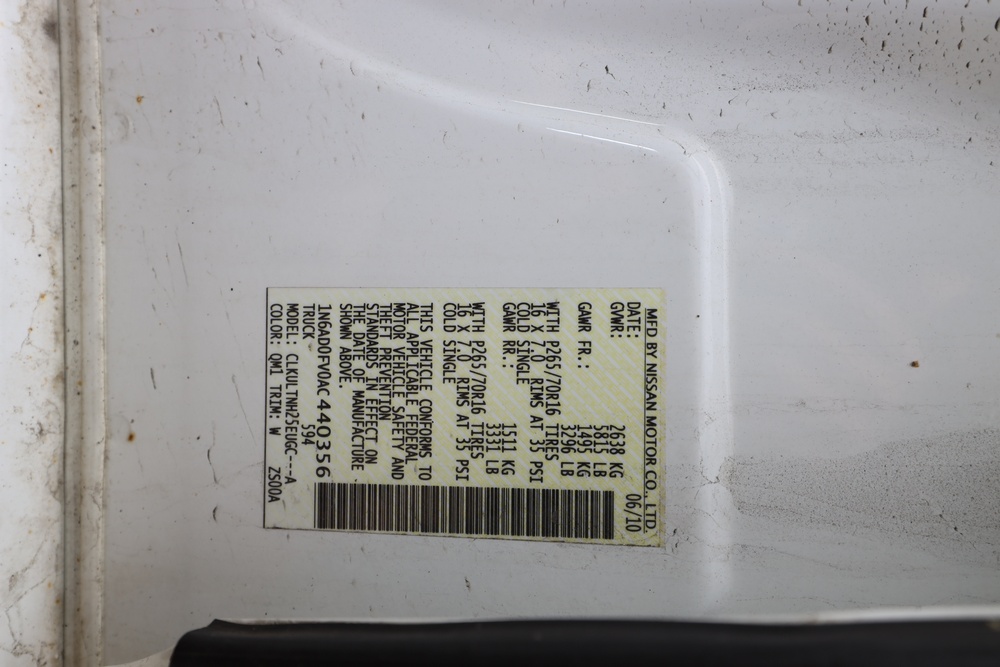 MFD BY NISSAN MOTOR CO., LTD.
DATE: 06/10
GVWR: 2638 KG
5815 LB
GAWR FR.: 1495 KG
3296 LB
WITH P265/70R16 TIRES
16 X 7.0 RIMS AT 35 PSI
COLD SINGLE
GAWR RR.: 1511 KG
3331 LB
WITH P265/70R16 TIRES
16 X 7.0 RIMS AT 35 PSI
COLD SINGLE
THIS VEHICLE CONFORMS TO
ALL APPLICABLE FEDERAL
MOTOR VEHICLE SAFETY AND
THEFT PREVENTION
STANDARDS IN EFFECT ON
THE DATE OF MANUFACTURE
SHOWN ABOVE.
1N6AD0FV0AC440356
TRUCK 594
MODEL: CLKULTNH25EUGC---A
COLOR: QM1 TRIM: W Z500A